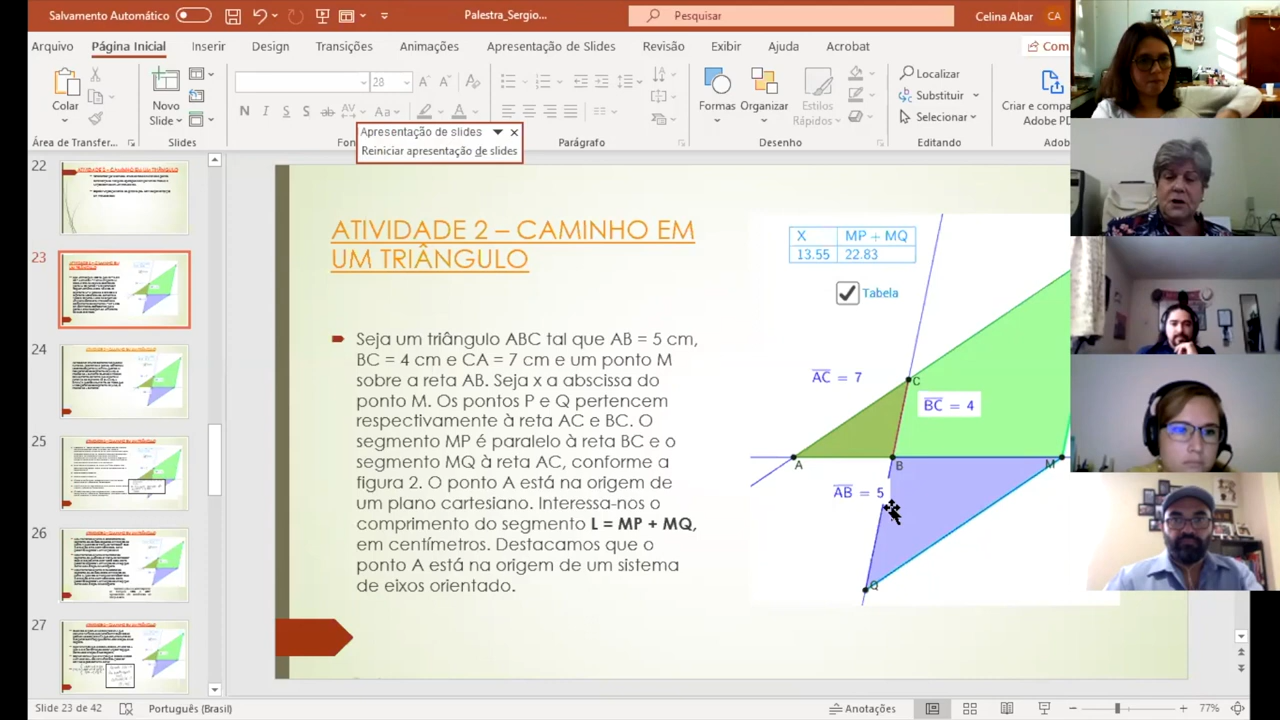 Salvamento Automático
Palestra_Sergio...
Pesquisar
Celina Abar
CA
Arquivo
Página Inicial
Inserir
Design
Transições
Animações
Apresentação de Slides
Revisão
Exibir
Ajuda
Acrobat
Com
Colar
Novo
Slide
28
N I S S ab AV Aa A
Formas
Organizar
Estilos
Rápidos
Localizar
Substituir
Selecionar
Criar e compa
Adobe PD
Área de Transfer...
Slides
Fon
Parágrafo
Desenho
Editando
Adob
Apresentação de slides
Reiniciar apresentação de slides
22
23
24
25
26
27
ATIVIDADE 2 – CAMINHO EM
UM TRIÂNGULO
Seja um triângulo ABC tal que AB = 5 cm,
BC = 4 cm e CA = 7 cm e um ponto M
sobre a reta AB. Seja x a abscissa do
ponto M. Os pontos P e Q pertencem
respectivamente à reta AC e BC. O
segmento MP é paralelo a reta BC e o
segmento MQ à reta AC, conforme a
figura 2. O ponto A está na origem de
um plano cartesiano. Interessa-nos o
comprimento do segmento L = MP + MQ,
em centímetros. Destacamos que o
ponto A está na origem de um sistema
de eixos orientado.
X MP + MQ
13.55 22.83
Tabela
AC = 7
C
BC = 4
A
B
M
AB = 5
Q
Slide 23 de 42
Português (Brasil)
Anotações
77%